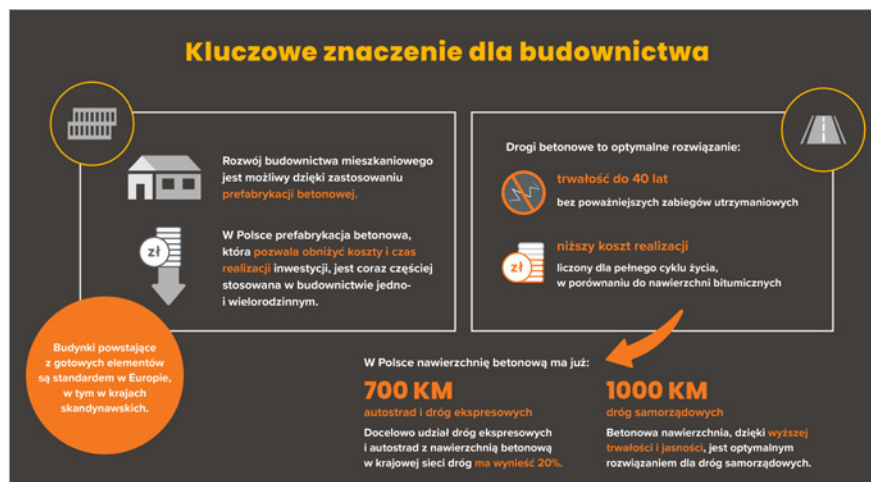 Kluczowe znaczenie dla budownictwa
Rozwój budownictwa mieszkaniowego
jest możliwy dzięki zastosowaniu
prefabrykacji betonowej.
zł
W Polsce prefabrykacja betonowa,
która pozwala obniżyć koszty i czas
realizacji inwestycji, jest coraz częściej
stosowana w budownictwie jedno-
i wielorodzinnym.
Budynki powstające
z gotowych elementów
są standardem w Europie,
w tym w krajach
skandynawskich.
Drogi betonowe to optymalne rozwiązanie:
trwałość do 40 lat
bez poważniejszych zabiegów utrzymaniowych
zł
niższy koszt realizacji
liczony dla pełnego cyklu życia,
w porównaniu do nawierzchni bitumicznych
W Polsce nawierzchnię betonową ma już:
700 KM
autostrad i dróg ekspresowych
Docelowo udział dróg ekspresowych
i autostrad z nawierzchnią betonową
w krajowej sieci dróg ma wynieść 20%.
1000 KM
dróg samorządowych
Betonowa nawierzchnia, dzięki wyższej
trwałości i jasności, jest optymalnym
rozwiązaniem dla dróg samorządowych.